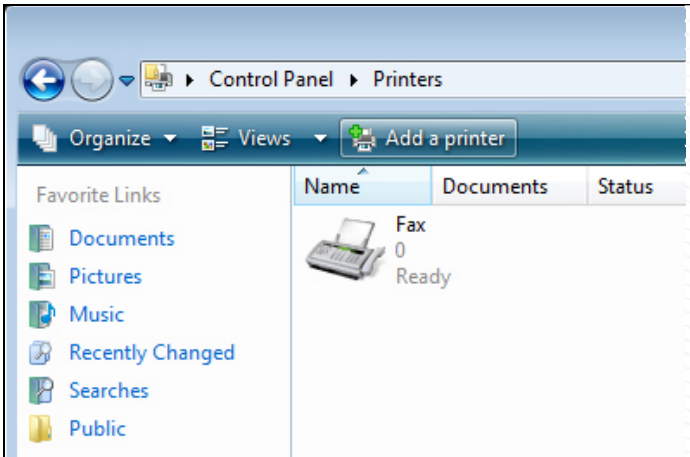 Control Panel Printers
Organize Views Add a printer
Favorite Links
Documents
Pictures
Music
Recently Changed
Searches
Public
Name Documents Status
Fax
0
Ready